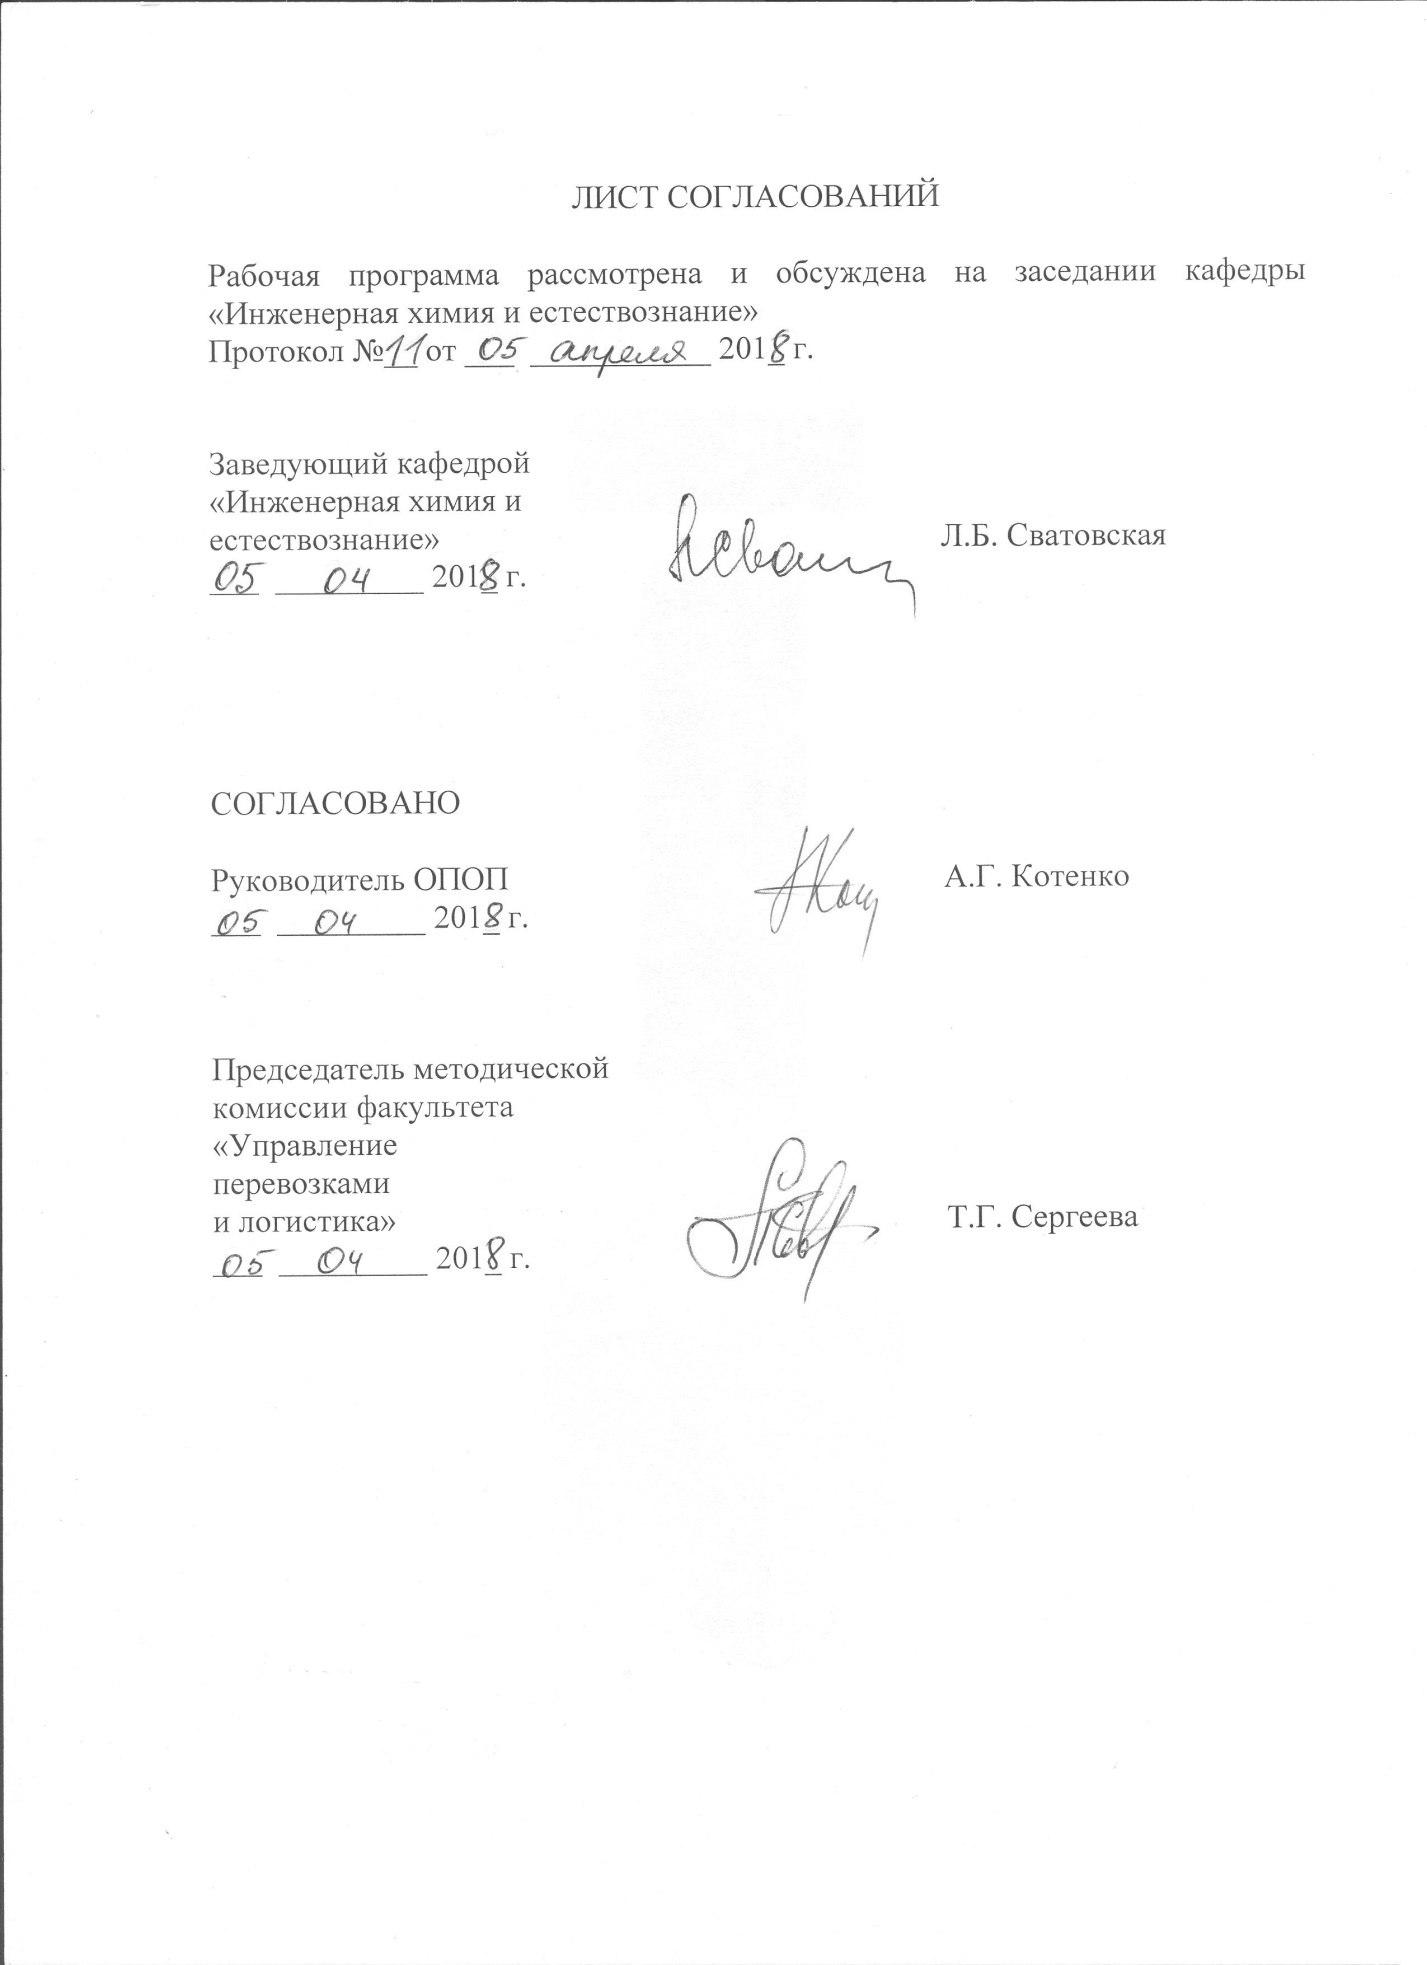 ЛИСТ СОГЛАСОВАНИЙ
Рабочая программа рассмотрена и обсуждена на заседании кафедры
«Инженерная химия и естествознание»
Протокол №11 от 05 апреля 2018 г.
Заведующий кафедрой
«Инженерная химия и
естествознание»
Л.Б. Сватовская
05 04 2018 г.
СОГЛАСОВАНО
Руководитель ОПОП
А.Г. Котенко
05 04 2018 г.
Председатель методической
комиссии факультета
«Управление
перевозками
и логистика»
Т.Г. Сергеева
05 04 2018 г.